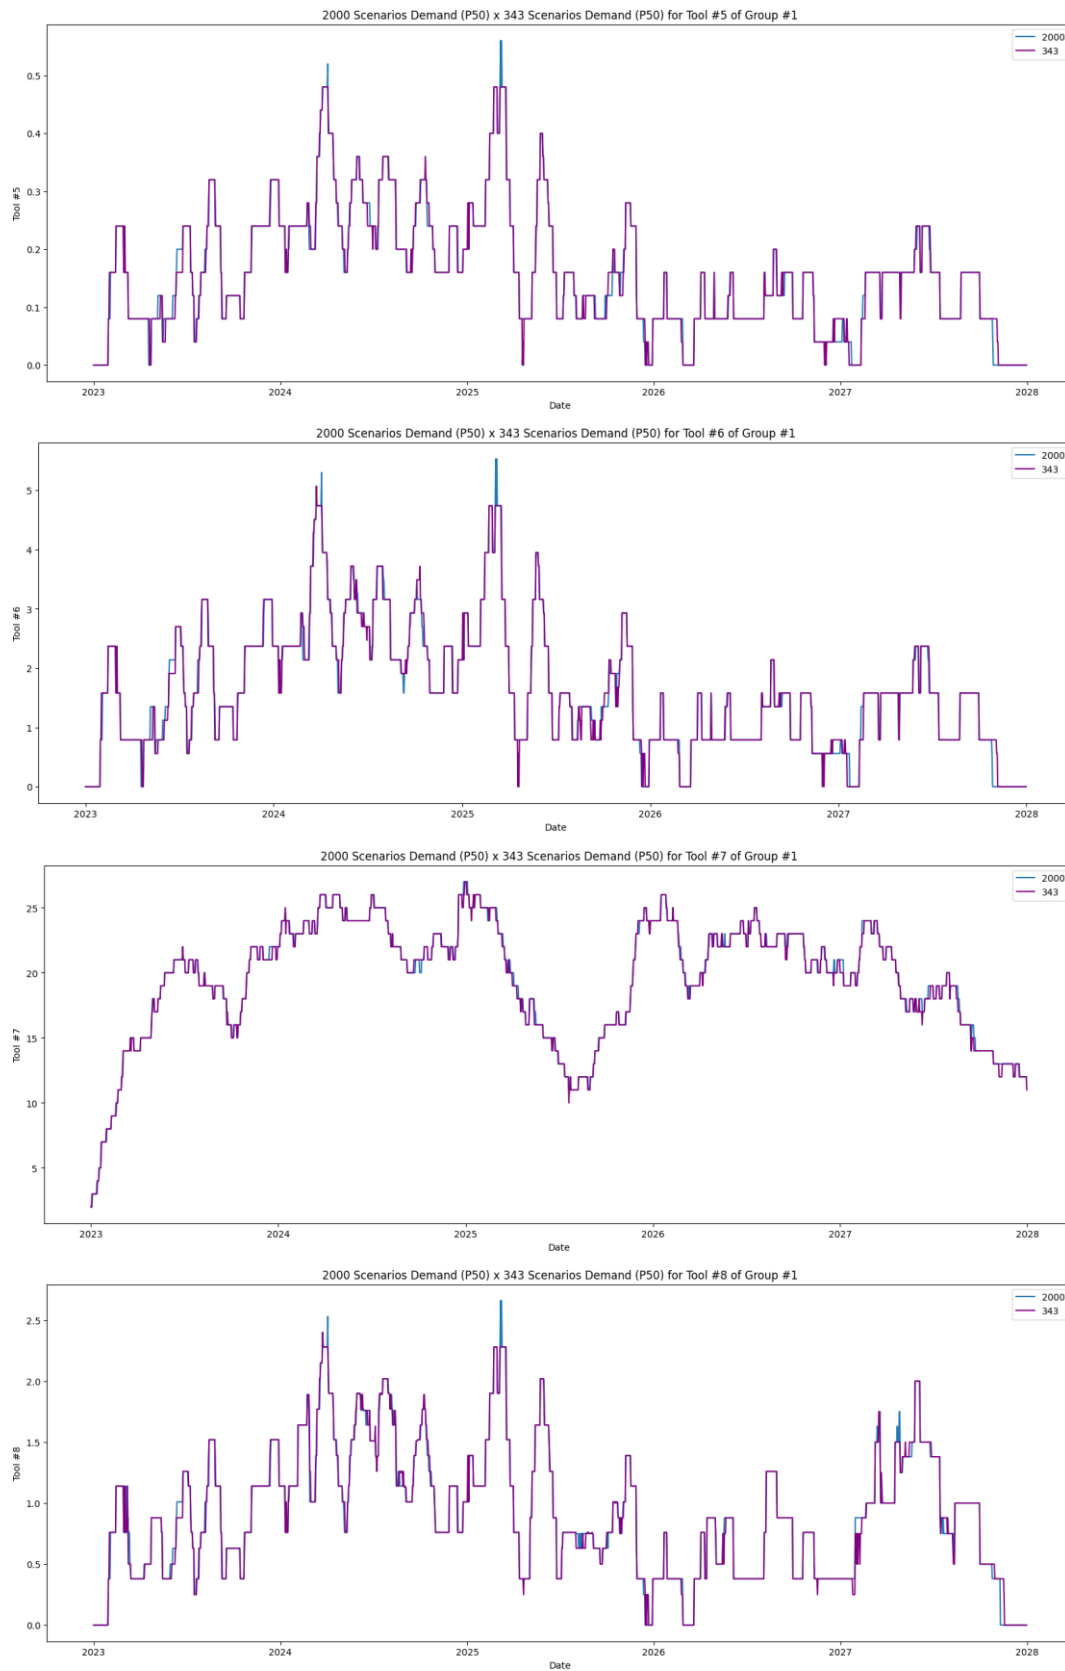 2000 Scenarios Demand (P50) x 343 Scenarios Demand (P50) for Tool #5 of Group #1
2000
343
0.5
0.4
0.3
0.2
0.1
0.0
Tool #5
2023 2024 2025 2026 2027 2028
Date
2000 Scenarios Demand (P50) x 343 Scenarios Demand (P50) for Tool #6 of Group #1
2000
343
5
4
3
2
1
0
Tool #6
2023 2024 2025 2026 2027 2028
Date
2000 Scenarios Demand (P50) x 343 Scenarios Demand (P50) for Tool #7 of Group #1
2000
343
25
20
15
10
5
Tool #7
2023 2024 2025 2026 2027 2028
Date
2000 Scenarios Demand (P50) x 343 Scenarios Demand (P50) for Tool #8 of Group #1
2000
343
2.5
2.0
1.5
1.0
0.5
0.0
Tool #8
2023 2024 2025 2026 2027 2028
Date